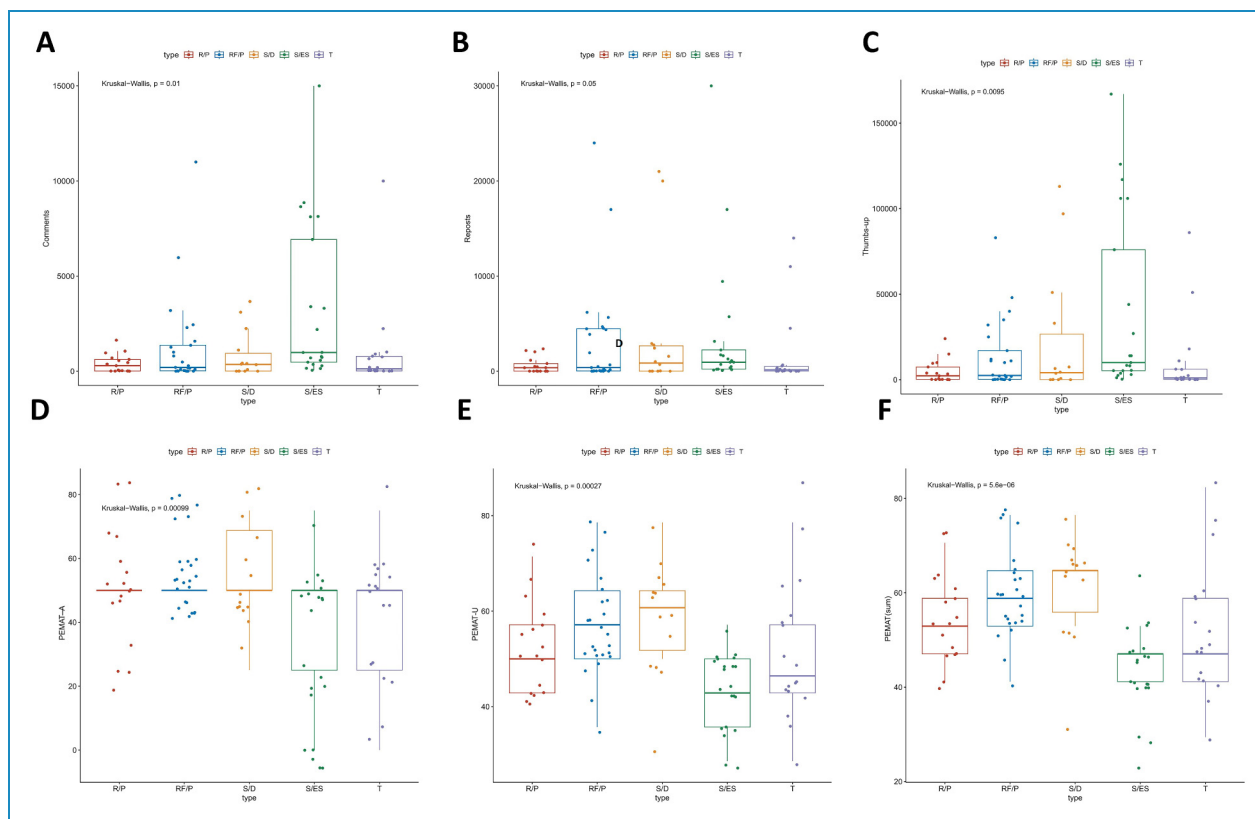 A
type R/P RF/P S/D S/ES T
Kruskal−Wallis, p = 0.01
15000
10000
5000
0
Comments
R/P RF/P S/D S/ES T
type
B
type R/P RF/P S/D S/ES T
Kruskal−Wallis, p = 0.05
30000
20000
10000
0
Reposts
D
R/P RF/P S/D S/ES T
type
C
type R/P RF/P S/D S/ES T
Kruskal−Wallis, p = 0.0095
150000
100000
50000
0
Thumbs−up
R/P RF/P S/D S/ES T
type
D
type R/P RF/P S/D S/ES T
Kruskal−Wallis, p = 0.00099
80
60
40
20
0
PEMAT−A
R/P RF/P S/D S/ES T
type
E
type R/P RF/P S/D S/ES T
Kruskal−Wallis, p = 0.00027
80
60
40
PEMAT−U
R/P RF/P S/D S/ES T
type
F
type R/P RF/P S/D S/ES T
Kruskal−Wallis, p = 5.6e−06
80
60
40
20
PEMAT(sum)
R/P RF/P S/D S/ES T
type